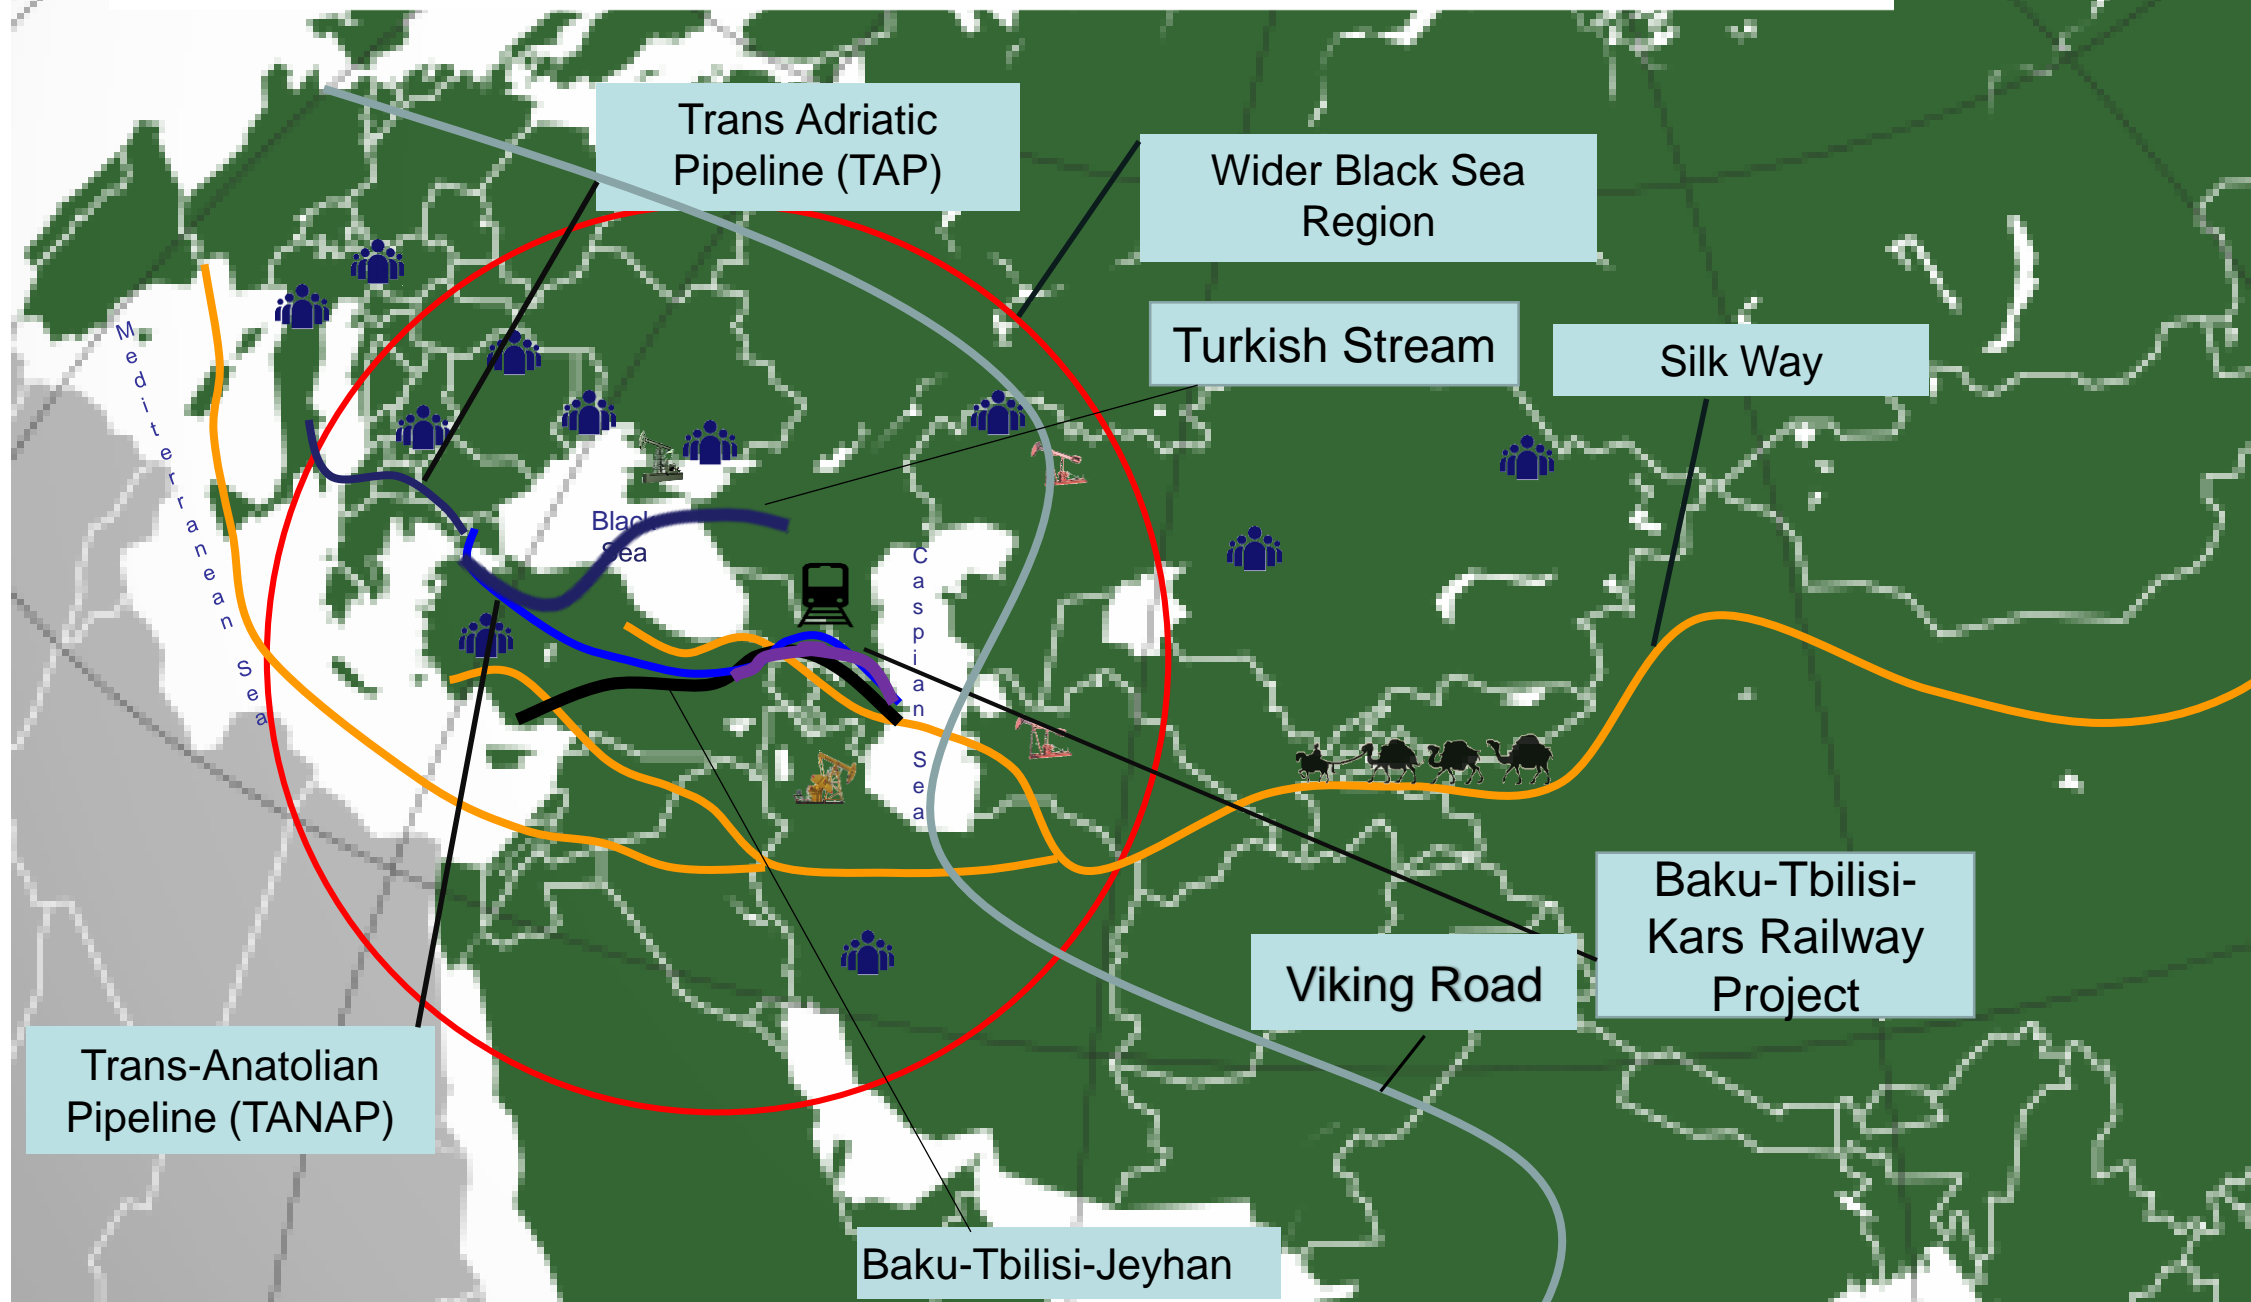 Trans Adriatic
Pipeline (TAP)
Wider Black Sea
Region
Turkish Stream
Silk Way
Mediterranean Sea
Black
Sea
Caspian Sea
Baku-Tbilisi-
Kars Railway
Project
Viking Road
Trans-Anatolian
Pipeline (TANAP)
Baku-Tbilisi-Jeyhan